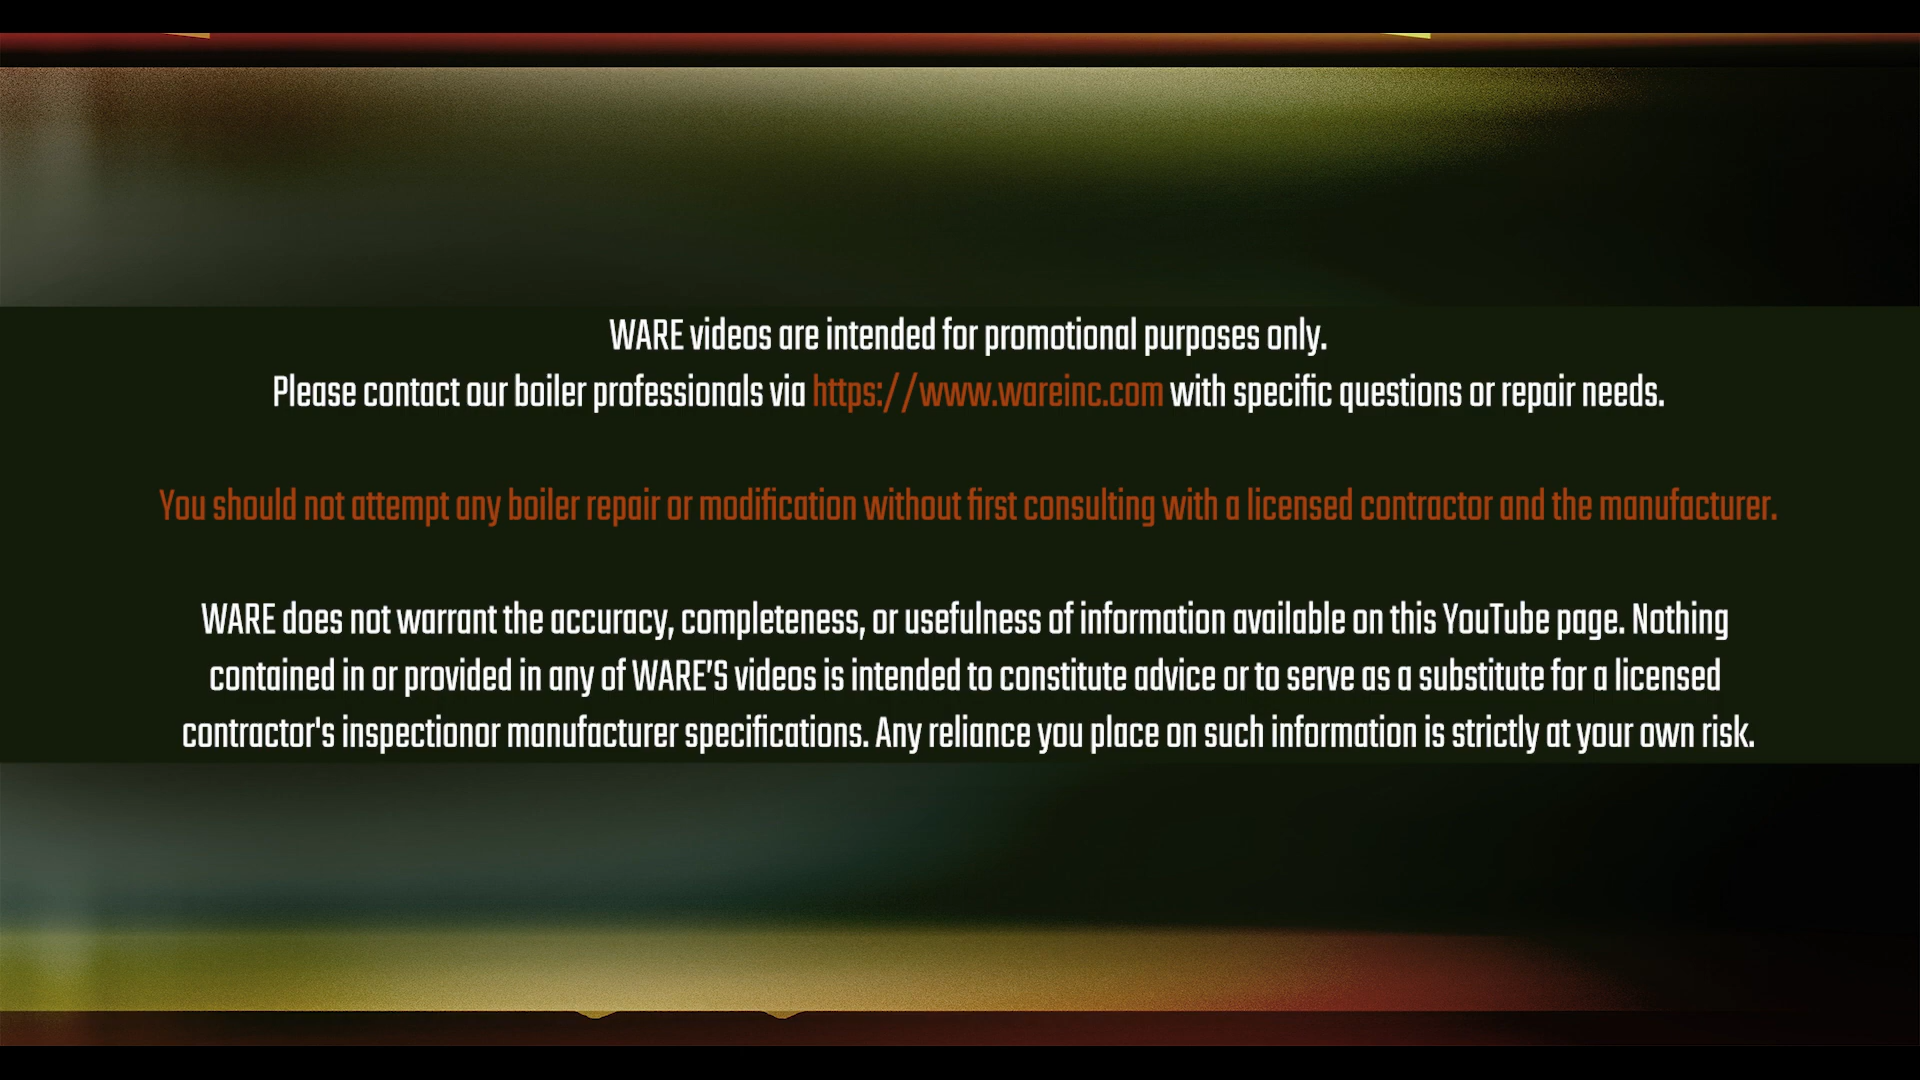 WARE videos are intended for promotional purposes only.
Please contact our boiler professionals via https://www.wareinc.com with specific questions or repair needs.
You should not attempt any boiler repair or modification without first consulting with a licensed contractor and the manufacturer.
WARE does not warrant the accuracy, completeness, or usefulness of information available on this YouTube page. Nothing
contained in or provided in any of WARE’S videos is intended to constitute advice or to serve as a substitute for a licensed
contractor's inspectionor manufacturer specifications. Any reliance you place on such information is strictly at your own risk.